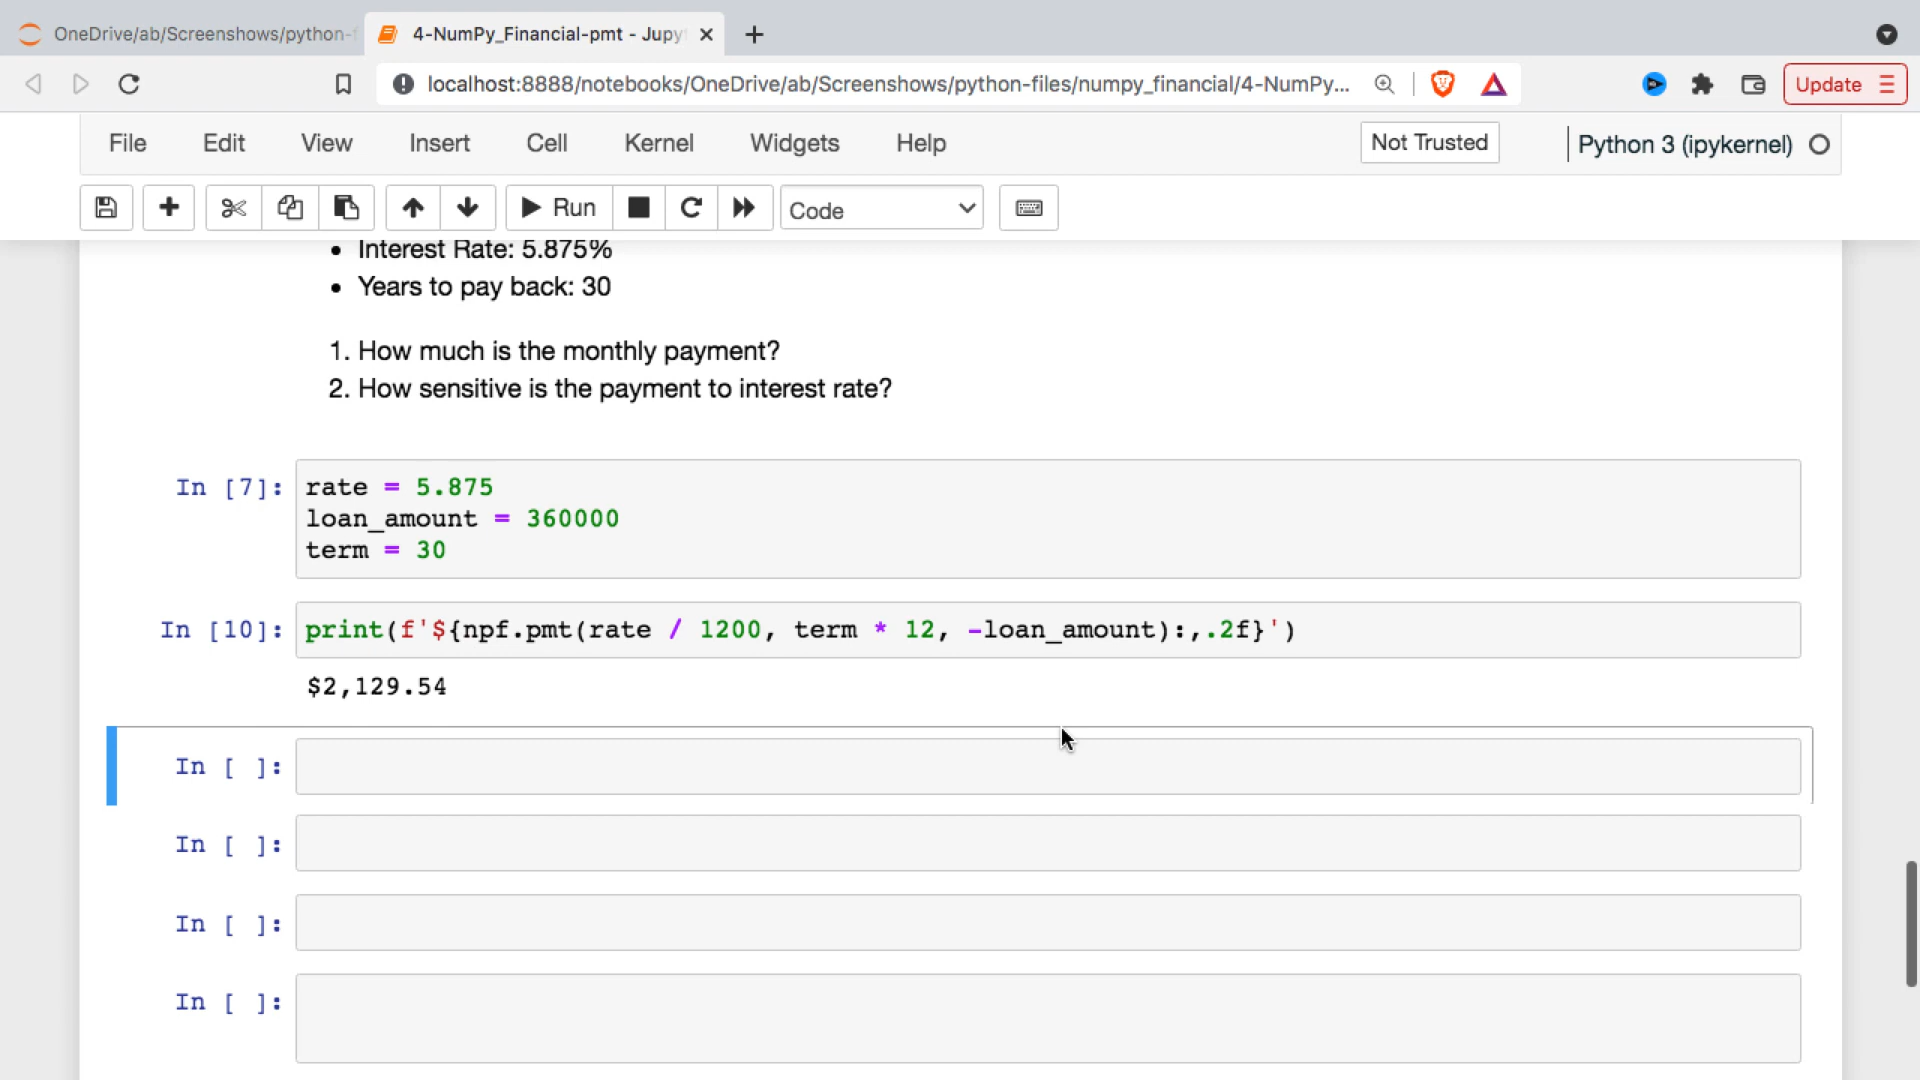 OneDrive/ab/Screenshows/python-f
4-NumPy_Financial-pmt - Jupy
localhost:8888/notebooks/OneDrive/ab/Screenshows/python-files/numpy_financial/4-NumPy...
Update
File Edit View Insert Cell Kernel Widgets Help Not Trusted Python 3 (ipykernel)
Run Code
• Interest Rate: 5.875%
• Years to pay back: 30
1. How much is the monthly payment?
2. How sensitive is the payment to interest rate?
In [7]: rate = 5.875
loan_amount = 360000
term = 30
In [10]: print(f'${npf.pmt(rate / 1200, term * 12, -loan_amount):,.2f}')
$2,129.54
In [ ]:
In [ ]:
In [ ]:
In [ ]: